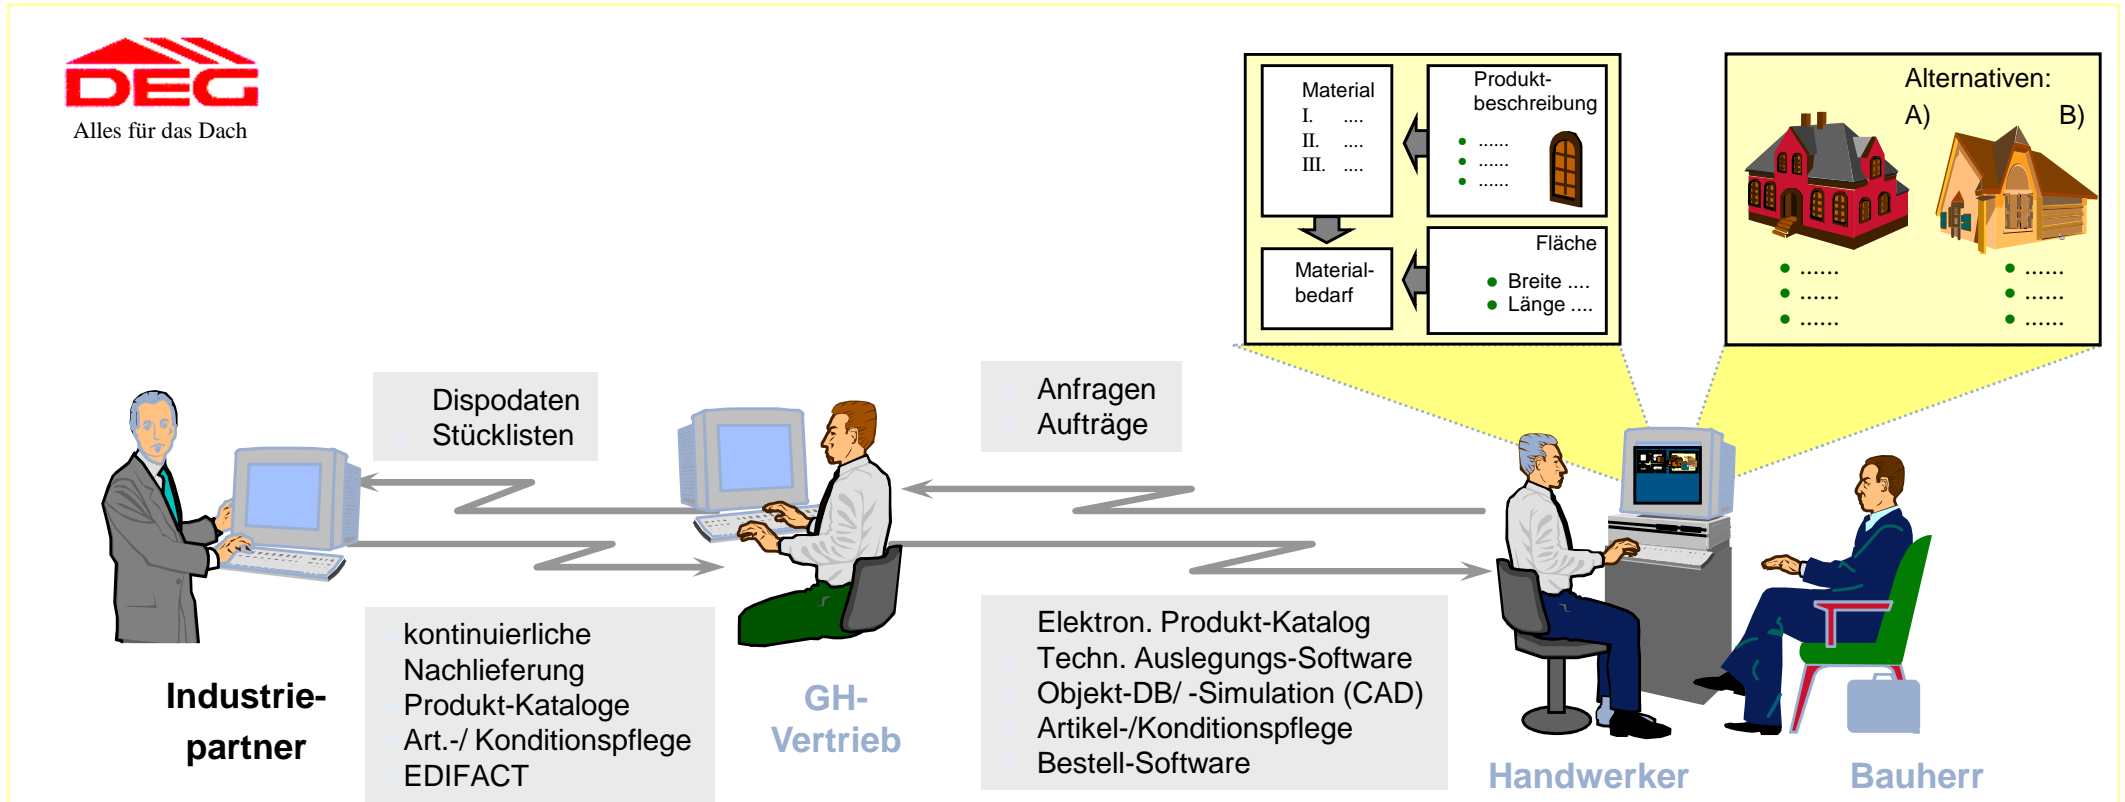 DEG
Alles für das Dach
Material
I. ....
II. ....
III. ....
Produkt-
beschreibung
......
......
......
Material-
bedarf
Fläche
Breite ....
Länge ....
Alternativen:
A) B)
...... ......
...... ......
...... ......
Dispodaten
Stücklisten
Anfragen
Aufträge
kontinuierliche
Nachlieferung
Produkt-Kataloge
Art.-/ Konditionspflege
EDIFACT
Elektron. Produkt-Katalog
Techn. Auslegungs-Software
Objekt-DB/ -Simulation (CAD)
Artikel-/Konditionspflege
Bestell-Software
Industrie-
partner
GH-
Vertrieb
Handwerker
Bauherr